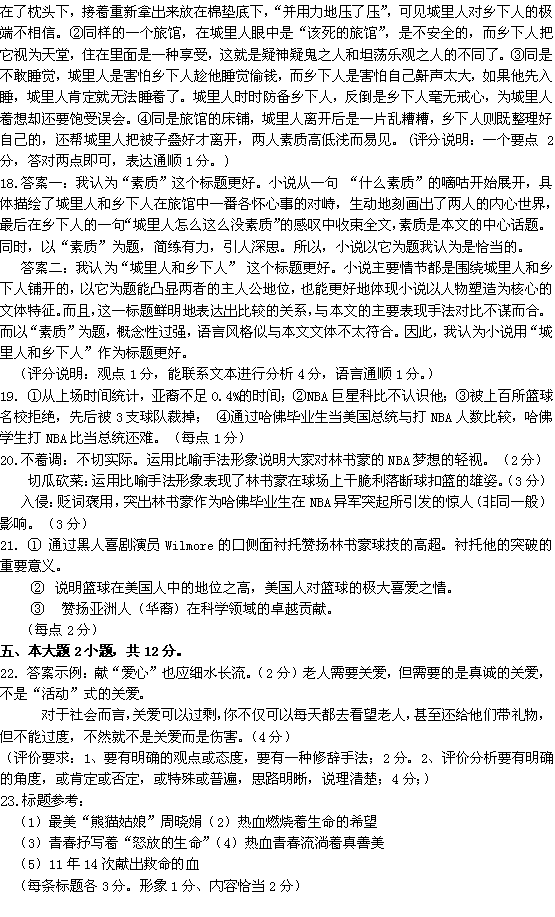 在了枕头下，接着重新拿出来放在棉垫底下，“并用力地压了压”，可见城里人对乡下人的极
端不相信。②同样的一个旅馆，在城里人眼中是“该死的旅馆”，是不安全的，而乡下人把
它视为天堂，住在里面是一种享受，这就是疑神疑鬼之人和坦荡乐观之人的不同了。③同是
不敢睡觉，城里人是害怕乡下人趁他睡觉偷钱，而乡下人是害怕自己鼾声太大，如果他先入
睡，城里人肯定就无法睡着了。城里人时时防备乡下人，反倒是乡下人毫无戒心，为城里人
着想却还要饱受误会。④同是旅馆的床铺，城里人离开后是一片乱糟糟，乡下人则既整理好
自己的，还帮城里人把被子叠好才离开，两人素质高低浅而易见。（评分说明：一个要点 2
分，答对两点即可，表达通顺1分。）
18.答案一：我认为“素质”这个标题更好。小说从一句 “什么素质”的嘀咕开始展开，具
体描绘了城里人和乡下人在旅馆中一番各怀心事的对峙，生动地刻画出了两人的内心世界，
最后在乡下人的一句“城里人怎么这么没素质”的感叹中收束全文，素质是本文的中心话题。
同时，以“素质”为题，简练有力，引人深思。所以，小说以它为题我认为是恰当的。
答案二：我认为“城里人和乡下人” 这个标题更好。小说主要情节都是围绕城里人和乡
下人铺开的，以它为题能凸显两者的主人公地位，也能更好地体现小说以人物塑造为核心的
文体特征。而且，这一标题鲜明地表达出比较的关系，与本文的主要表现手法对比不谋而合。
而以“素质”为题，概念性过强，语言风格似与本文文体不太符合。因此，我认为小说用“城
里人和乡下人”作为标题更好。
（评分说明：观点1分，能联系文本进行分析4分，语言通顺1分。）
19. ①从上场时间统计，亚裔不足0.4%的时间；②NBA巨星科比不认识他；③被上百所篮球
名校拒绝，先后被3支球队裁掉； ④通过哈佛毕业生当美国总统与打NBA人数比较，哈佛
学生打NBA比当总统还难。（每点1分）
20.不着调：不切实际。运用比喻手法形象说明大家对林书豪的NBA梦想的轻视。（2分）
切瓜砍菜：运用比喻手法形象表现了林书豪在球场上干脆利落断球扣篮的雄姿。（3分）
入侵：贬词褒用，突出林书豪作为哈佛毕业生在NBA异军突起所引发的惊人（非同一般）
影响。（3分）
21. ① 通过黑人喜剧演员Wilmore的口侧面衬托赞扬林书豪球技的高超。衬托他的突破的
重要意义。
② 说明篮球在美国人中的地位之高，美国人对篮球的极大喜爱之情。
③ 赞扬亚洲人（华裔）在科学领域的卓越贡献。
（每点2分）
五、本大题2小题，共12分。
22. 答案示例：献“爱心”也应细水长流。（2分）老人需要关爱，但需要的是真诚的关爱，
不是“活动”式的关爱。
对于社会而言，关爱可以过剩，你不仅可以每天都去看望老人，甚至还给他们带礼物，
但不能过度，不然就不是关爱而是伤害。（4分）
（评价要求：1、要有明确的观点或态度，要有一种修辞手法；2分。2、评价分析要有明确
的角度，或肯定或否定，或特殊或普遍，思路明晰，说理清楚；4分；）
23.标题参考：
（1）最美“熊猫姑娘”周晓娟（2）热血燃烧着生命的希望
（3）青春抒写着“怒放的生命”（4）热血青春流淌着真善美
（5）11年14次献出救命的血
（每条标题各3分。形象1分、内容恰当2分）